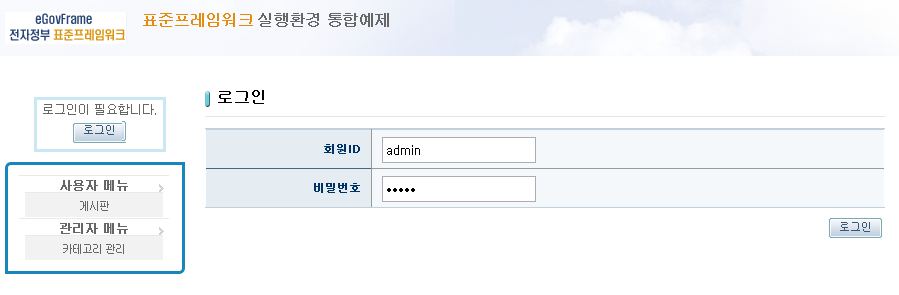 eGovFrame
전자정부 표준프레임워크
표준프레임워크 실행환경 통합예제
로그인이 필요합니다.
로그인
사용자 메뉴
게시판
관리자 메뉴
카테고리 관리
로그인
회원ID
admin
비밀번호
•••••
로그인